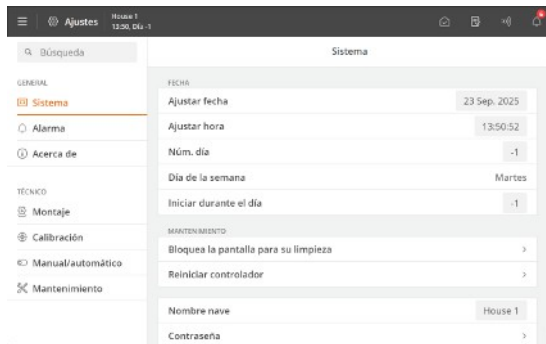 Ajustes
House 1
13:50, Día -1
Búsqueda
GENERAL
Sistema
Alarma
Acerca de
TÉCNICO
Montaje
Calibración
Manual/automático
Mantenimiento
Sistema
FECHA
Ajustar fecha 23 Sep. 2025
Ajustar hora 13:50:52
Núm. día -1
Día de la semana Martes
Iniciar durante el día -1
MANTENIMIENTO
Bloquea la pantalla para su limpieza
Reiniciar controlador
Nombre nave House 1
Contraseña